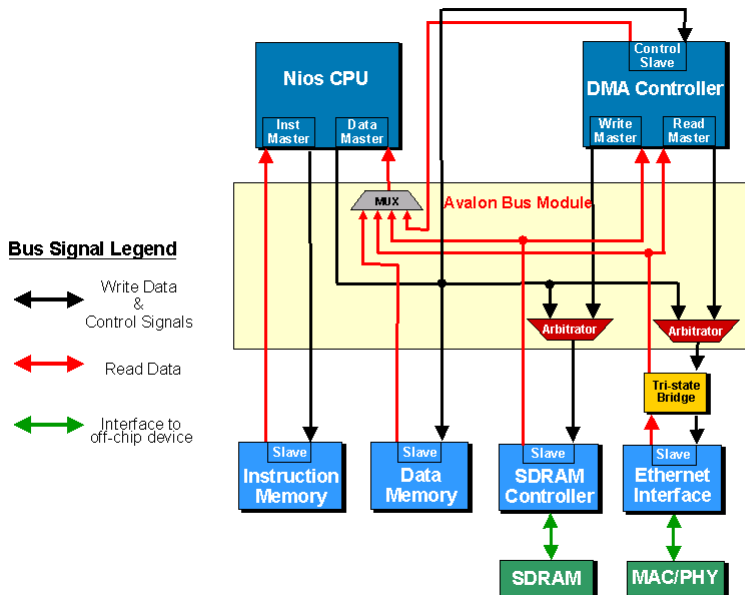 Control
Slave
Nios CPU
DMA Controller
Inst
Master
Data
Master
Write
Master
Read
Master
MUX
Avalon Bus Module
Bus Signal Legend
Write Data
&
Control Signals
Read Data
Interface to
off-chip device
Arbitrator
Arbitrator
Tri-state
Bridge
Slave
Instruction
Memory
Slave
Data
Memory
Slave
SDRAM
Controller
Slave
Ethernet
Interface
SDRAM
MAC/PHY